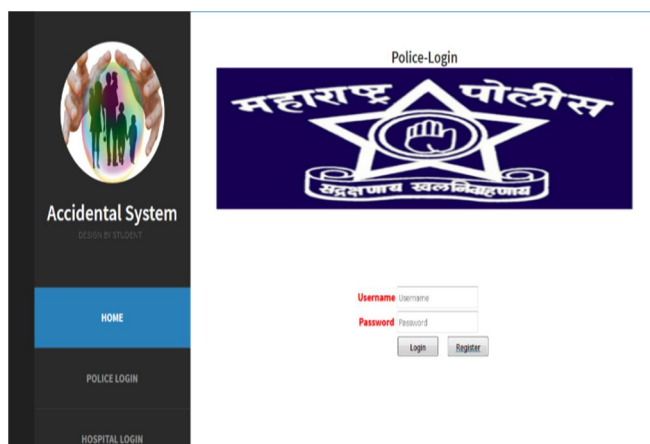 Police-Login
महाराष्ट्र पोलीस
सद्रक्षणाय खलनिग्रहणाय
Accidental System
DESIGN BY STUDENT
HOME
POLICE LOGIN
HOSPITAL LOGIN
Username Username
Password Password
Login Register